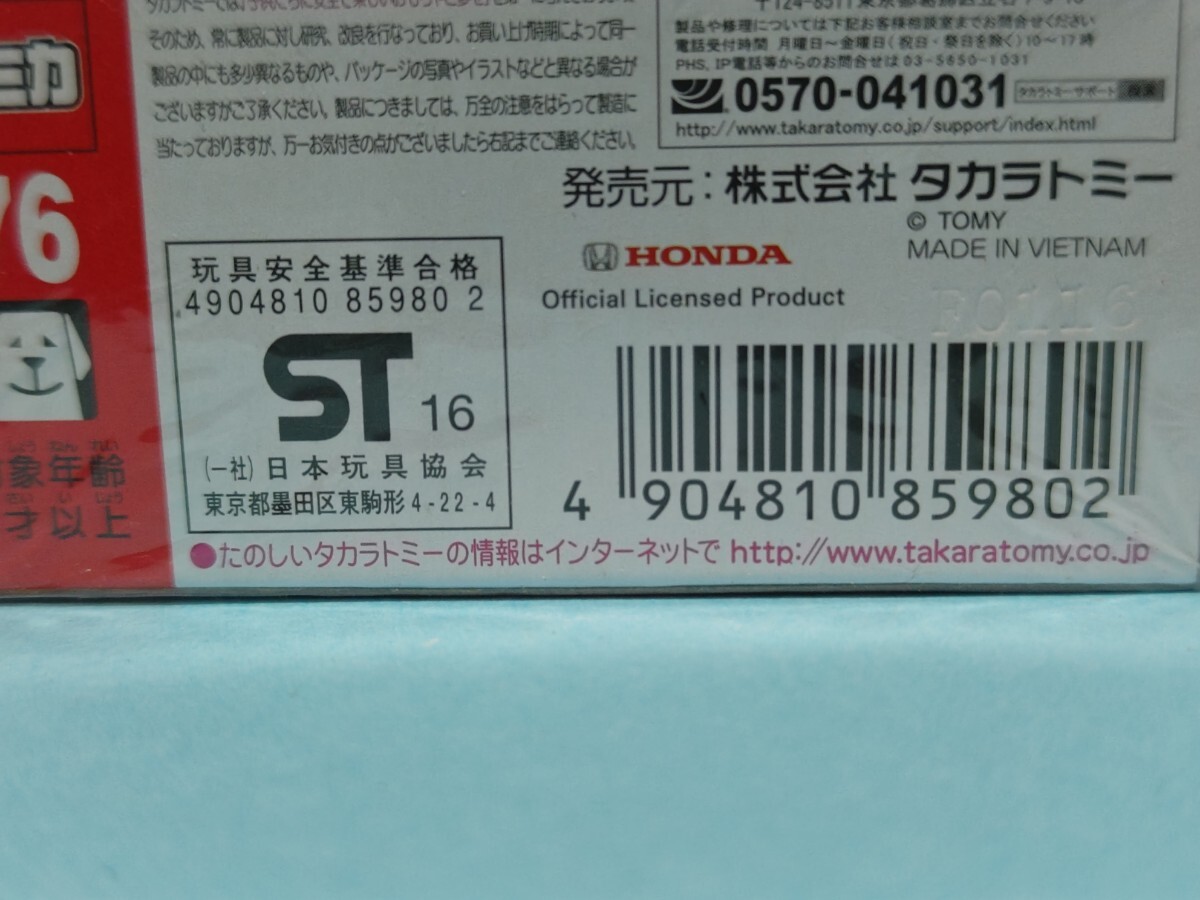 ミカ
76
対象年齢
才以上
そのため、常に製品に対し研究、改良を行なっており、お買い上げ時期によって同一
製品の中にも多少異なるものや、パッケージの写真やイラストなどと異なる場合が
ございますがご了承ください。製品につきましては、万全の注意をはらって製造に
当たっておりますが、万一お気付きの点がございましたら右記までご連絡ください。
製品や修理については下記お客様相談室までお問合せください
電話受付時間 月曜日〜金曜日(祝日・祭日を除く)10〜17時
PHS、IP電話等からのお問合せは 03-5650-1031
0570-041031 タカラトミーサポート 検索
http://www.takaratomy.co.jp/support/index.html
発売元:株式会社 タカラトミー
© TOMY
MADE IN VIETNAM
HONDA
Official Licensed Product
F0116
玩具安全基準合格
4904810 85980 2
ST 16
(一社)日本玩具協会
東京都墨田区東駒形4-22-4
4 904810 859802
●たのしいタカラトミーの情報はインターネットで http://www.takaratomy.co.jp